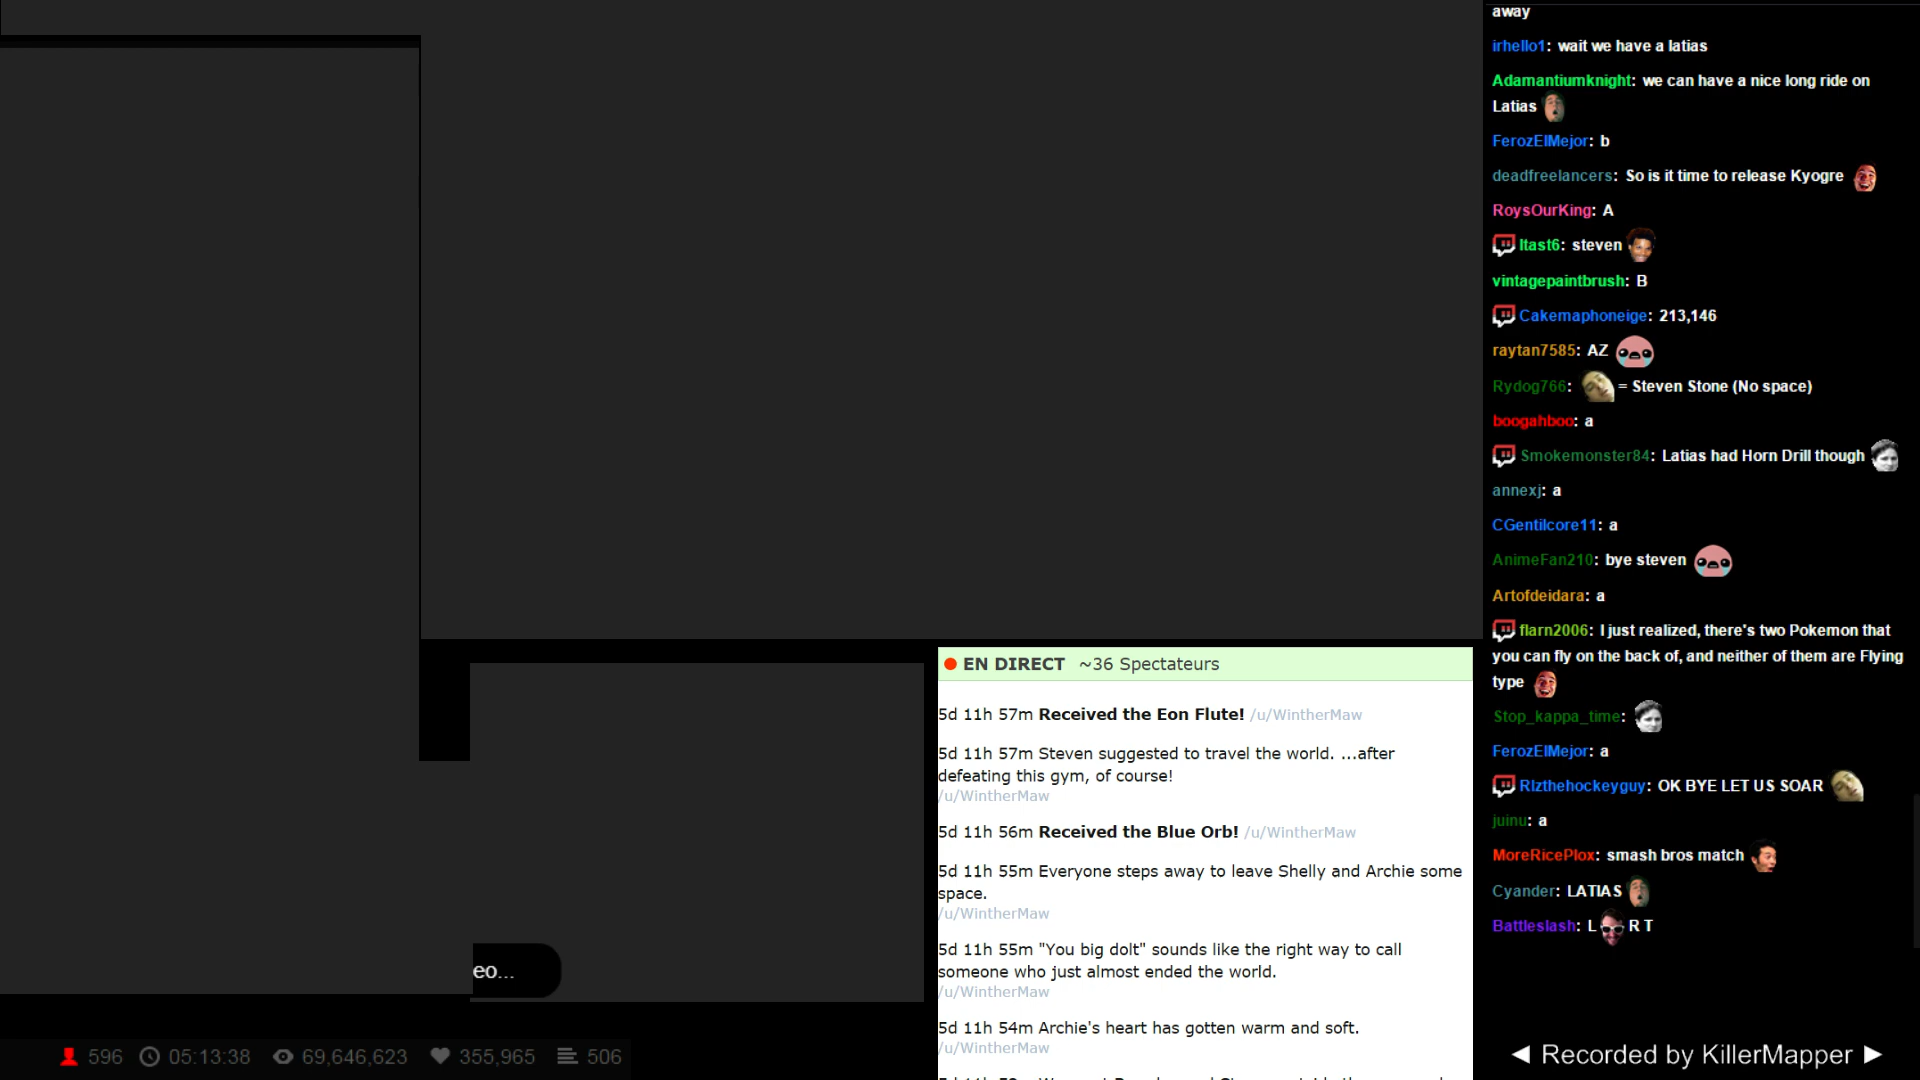 away
irhello1: wait we have a latias
Adamantiumknight: we can have a nice long ride on
Latias
FerozElMejor: b
deadfreelancers: So is it time to release Kyogre
RoysOurKing: A
ltast6: steven
vintagepaintbrush: B
Cakemaphoneige: 213,146
raytan7585: AZ
Rydog766: = Steven Stone (No space)
boogahboo: a
Smokemonster84: Latias had Horn Drill though
annexj: a
CGentilcore11: a
AnimeFan210: bye steven
Artofdeidara: a
flarn2006: I just realized, there's two Pokemon that
you can fly on the back of, and neither of them are Flying
type
Stop_kappa_time:
FerozElMejor: a
RIzthehockeyguy: OK BYE LET US SOAR
juinu: a
MoreRicePlox: smash bros match
Cyander: LATIAS
Battleslash: L R T
EN DIRECT ~36 Spectateurs
5d 11h 57m Received the Eon Flute! /u/WintherMaw
5d 11h 57m Steven suggested to travel the world. ...after
defeating this gym, of course!
/u/WintherMaw
5d 11h 56m Received the Blue Orb! /u/WintherMaw
5d 11h 55m Everyone steps away to leave Shelly and Archie some
space.
/u/WintherMaw
5d 11h 55m "You big dolt" sounds like the right way to call
someone who just almost ended the world.
/u/WintherMaw
5d 11h 54m Archie's heart has gotten warm and soft.
/u/WintherMaw
eo...
596 05:13:38 69,646,623 355,965 506
◄ Recorded by KillerMapper ►